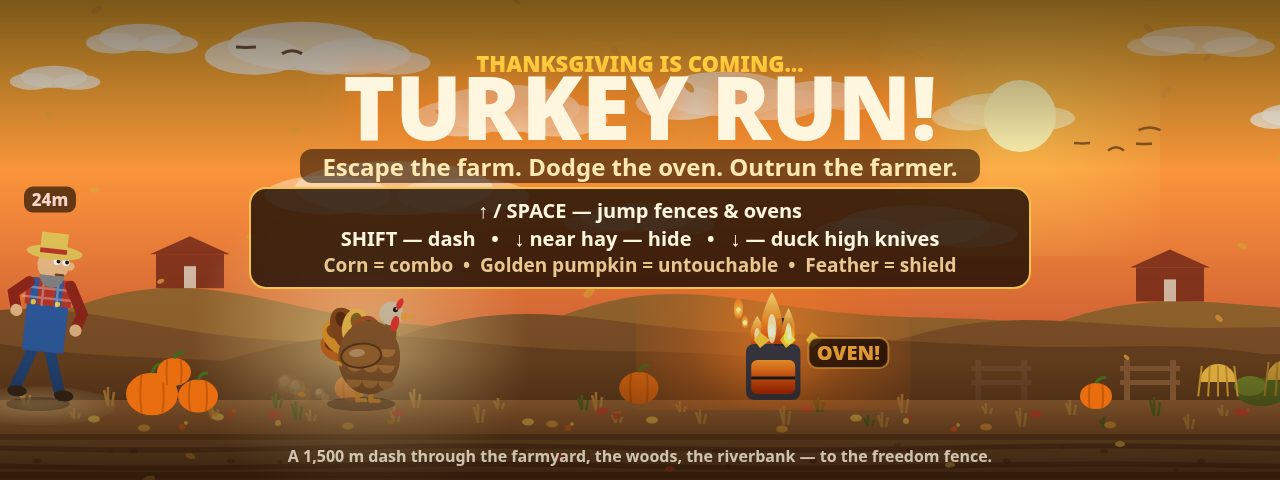 THANKSGIVING IS COMING...
TURKEY RUN!
Escape the farm. Dodge the oven. Outrun the farmer.
↑ / SPACE — jump fences & ovens
SHIFT — dash • ↓ near hay — hide • ↓ — duck high knives
Corn = combo • Golden pumpkin = untouchable • Feather = shield
24m
OVEN!
A 1,500 m dash through the farmyard, the woods, the riverbank — to the freedom fence.